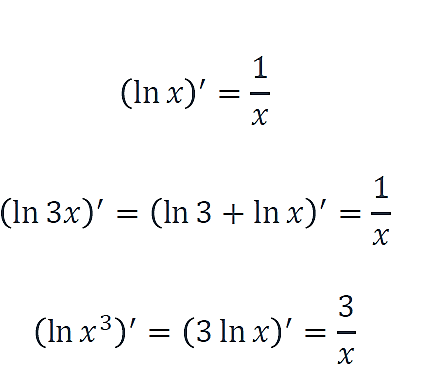 (ln x)′ = 1/x
(ln 3x)′ = (ln 3 + ln x)′ = 1/x
(ln x³)′ = (3 ln x)′ = 3/x